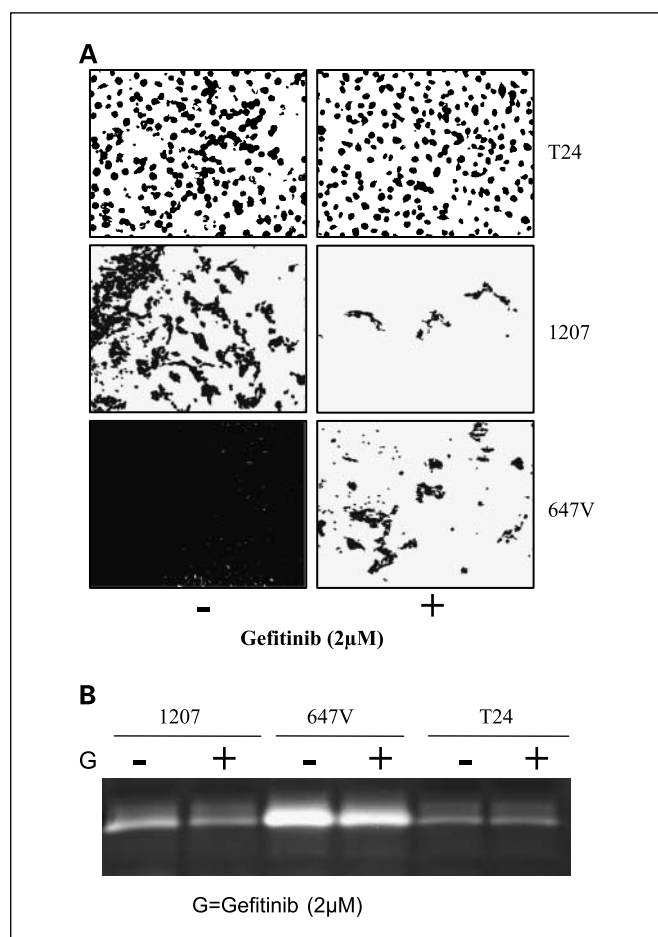 A
T24
1207
647V
- +
Gefitinib (2µM)
B
1207 647V T24
G - + - + - +
G=Gefitinib (2µM)